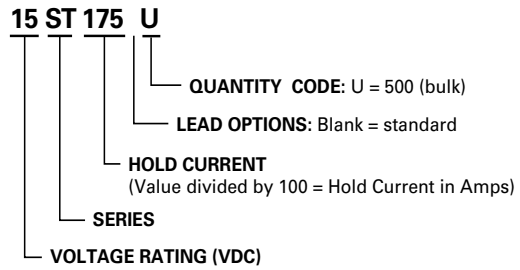 15 ST 175 U
QUANTITY CODE: U = 500 (bulk)
LEAD OPTIONS: Blank = standard
HOLD CURRENT
(Value divided by 100 = Hold Current in Amps)
SERIES
VOLTAGE RATING (VDC)